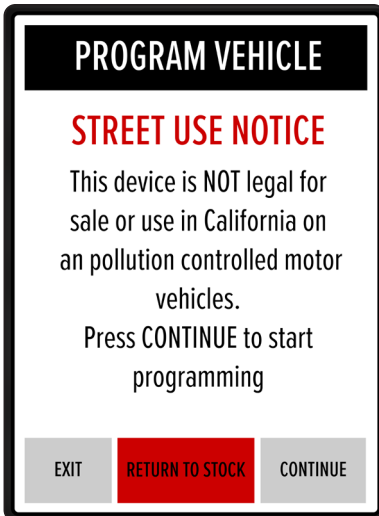 PROGRAM VEHICLE
STREET USE NOTICE
This device is NOT legal for
sale or use in California on
an pollution controlled motor
vehicles.
Press CONTINUE to start
programming
EXIT
RETURN TO STOCK
CONTINUE